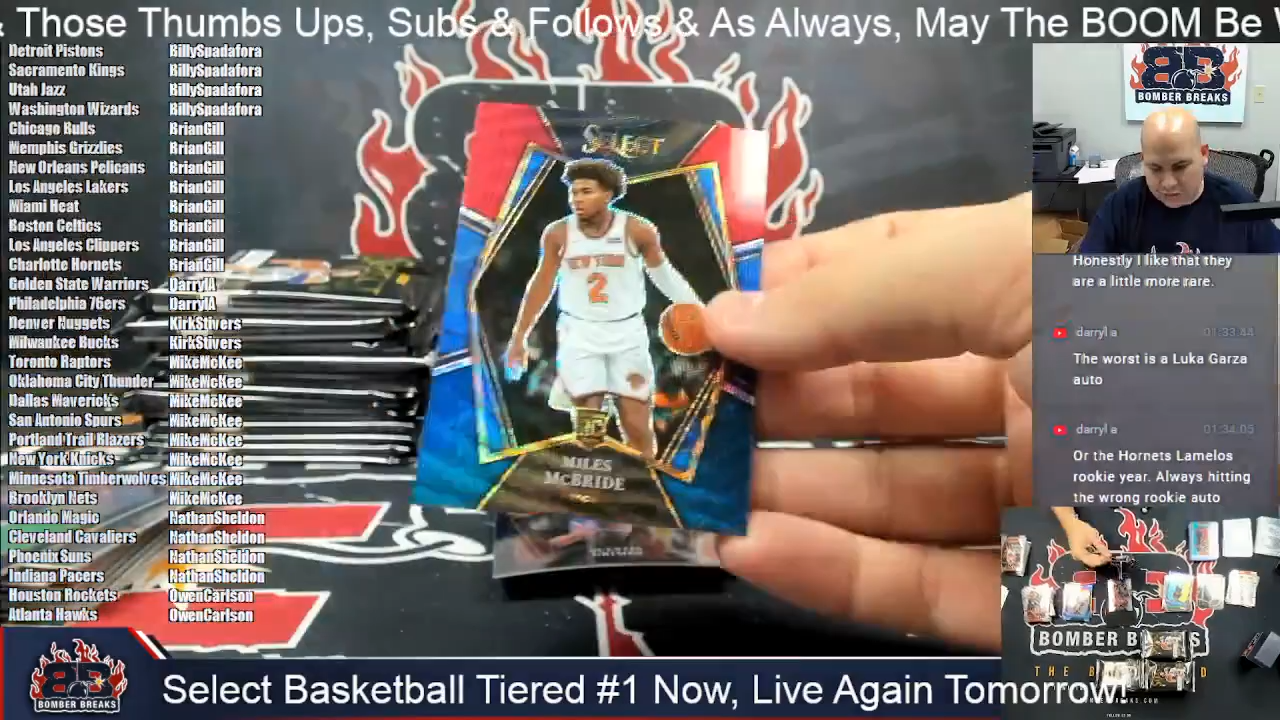 & Those Thumbs Ups, Subs & Follows & As Always, May The BOOM Be
Detroit Pistons BillySpadafora
Sacramento Kings BillySpadafora
Utah Jazz BillySpadafora
Washington Wizards BillySpadafora
Chicago Bulls BrianGill
Memphis Grizzlies BrianGill
New Orleans Pelicans BrianGill
Los Angeles Lakers BrianGill
Miami Heat BrianGill
Boston Celtics BrianGill
Los Angeles Clippers BrianGill
Charlotte Hornets BrianGill
Golden State Warriors DarrylA
Philadelphia 76ers DarrylA
Denver Nuggets KirkStivers
Milwaukee Bucks KirkStivers
Toronto Raptors MikeMcKee
Oklahoma City Thunder MikeMcKee
Dallas Mavericks MikeMcKee
San Antonio Spurs MikeMcKee
Portland Trail Blazers MikeMcKee
New York Knicks MikeMcKee
Minnesota Timberwolves MikeMcKee
Brooklyn Nets MikeMcKee
Orlando Magic NathanSheldon
Cleveland Cavaliers NathanSheldon
Phoenix Suns NathanSheldon
Indiana Pacers NathanSheldon
Houston Rockets OwenCarlson
Atlanta Hawks OwenCarlson
SELECT
NEW YORK
2
RC
MILES
McBRIDE
BOMBER BREAKS
Honestly I like that they
are a little more rare.
darryl a 01:33:44
The worst is a Luka Garza
auto
darryl a 01:34:05
Or the Hornets Lamelos
rookie year. Always hitting
the wrong rookie auto
BOMBER B
S
BOMBER BREAKS
Select Basketball Tiered #1 Now, Live Again Tomorrow!